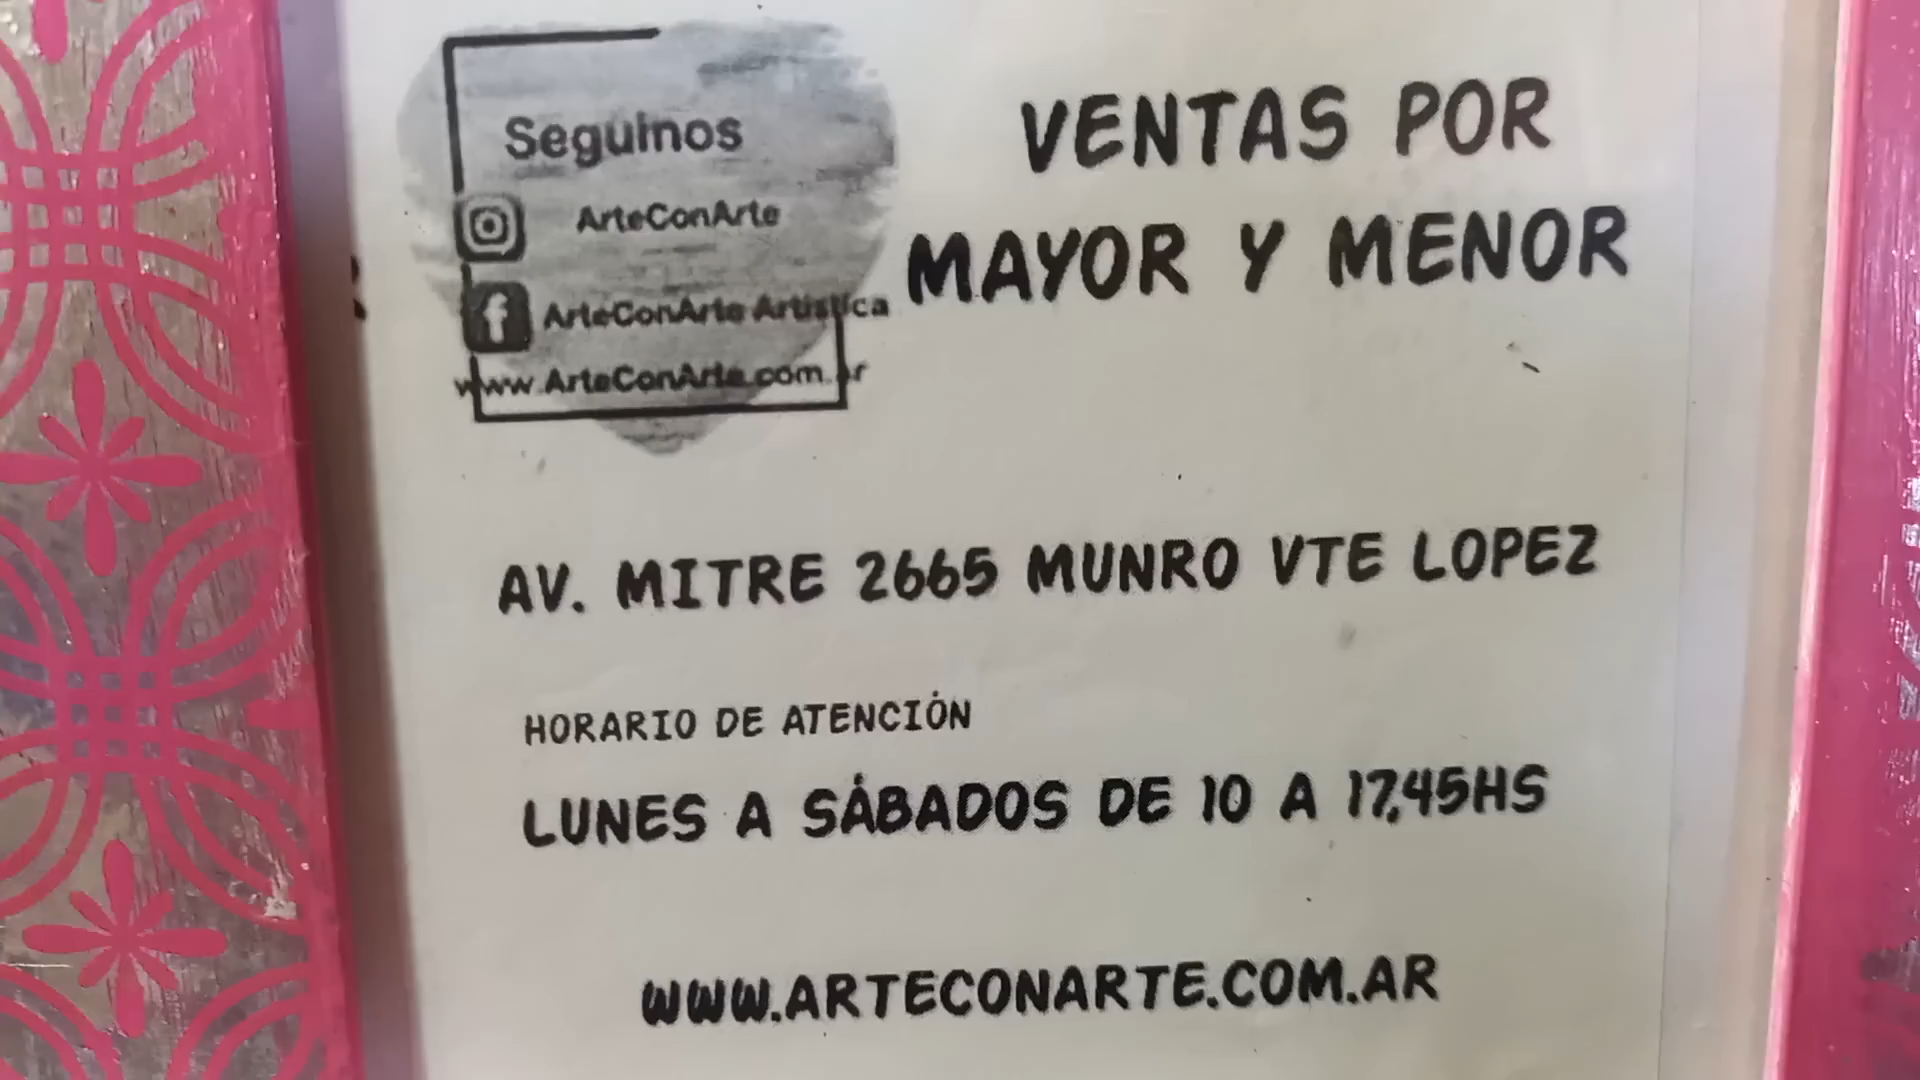 Seguinos
ArteConArte
ArteConArte Artistica
www.ArteConArte.com.ar
VENTAS POR
MAYOR Y MENOR
AV. MITRE 2665 MUNRO VTE LOPEZ
HORARIO DE ATENCIÓN
LUNES A SÁBADOS DE 10 A 17,45HS
WWW.ARTECONARTE.COM.AR